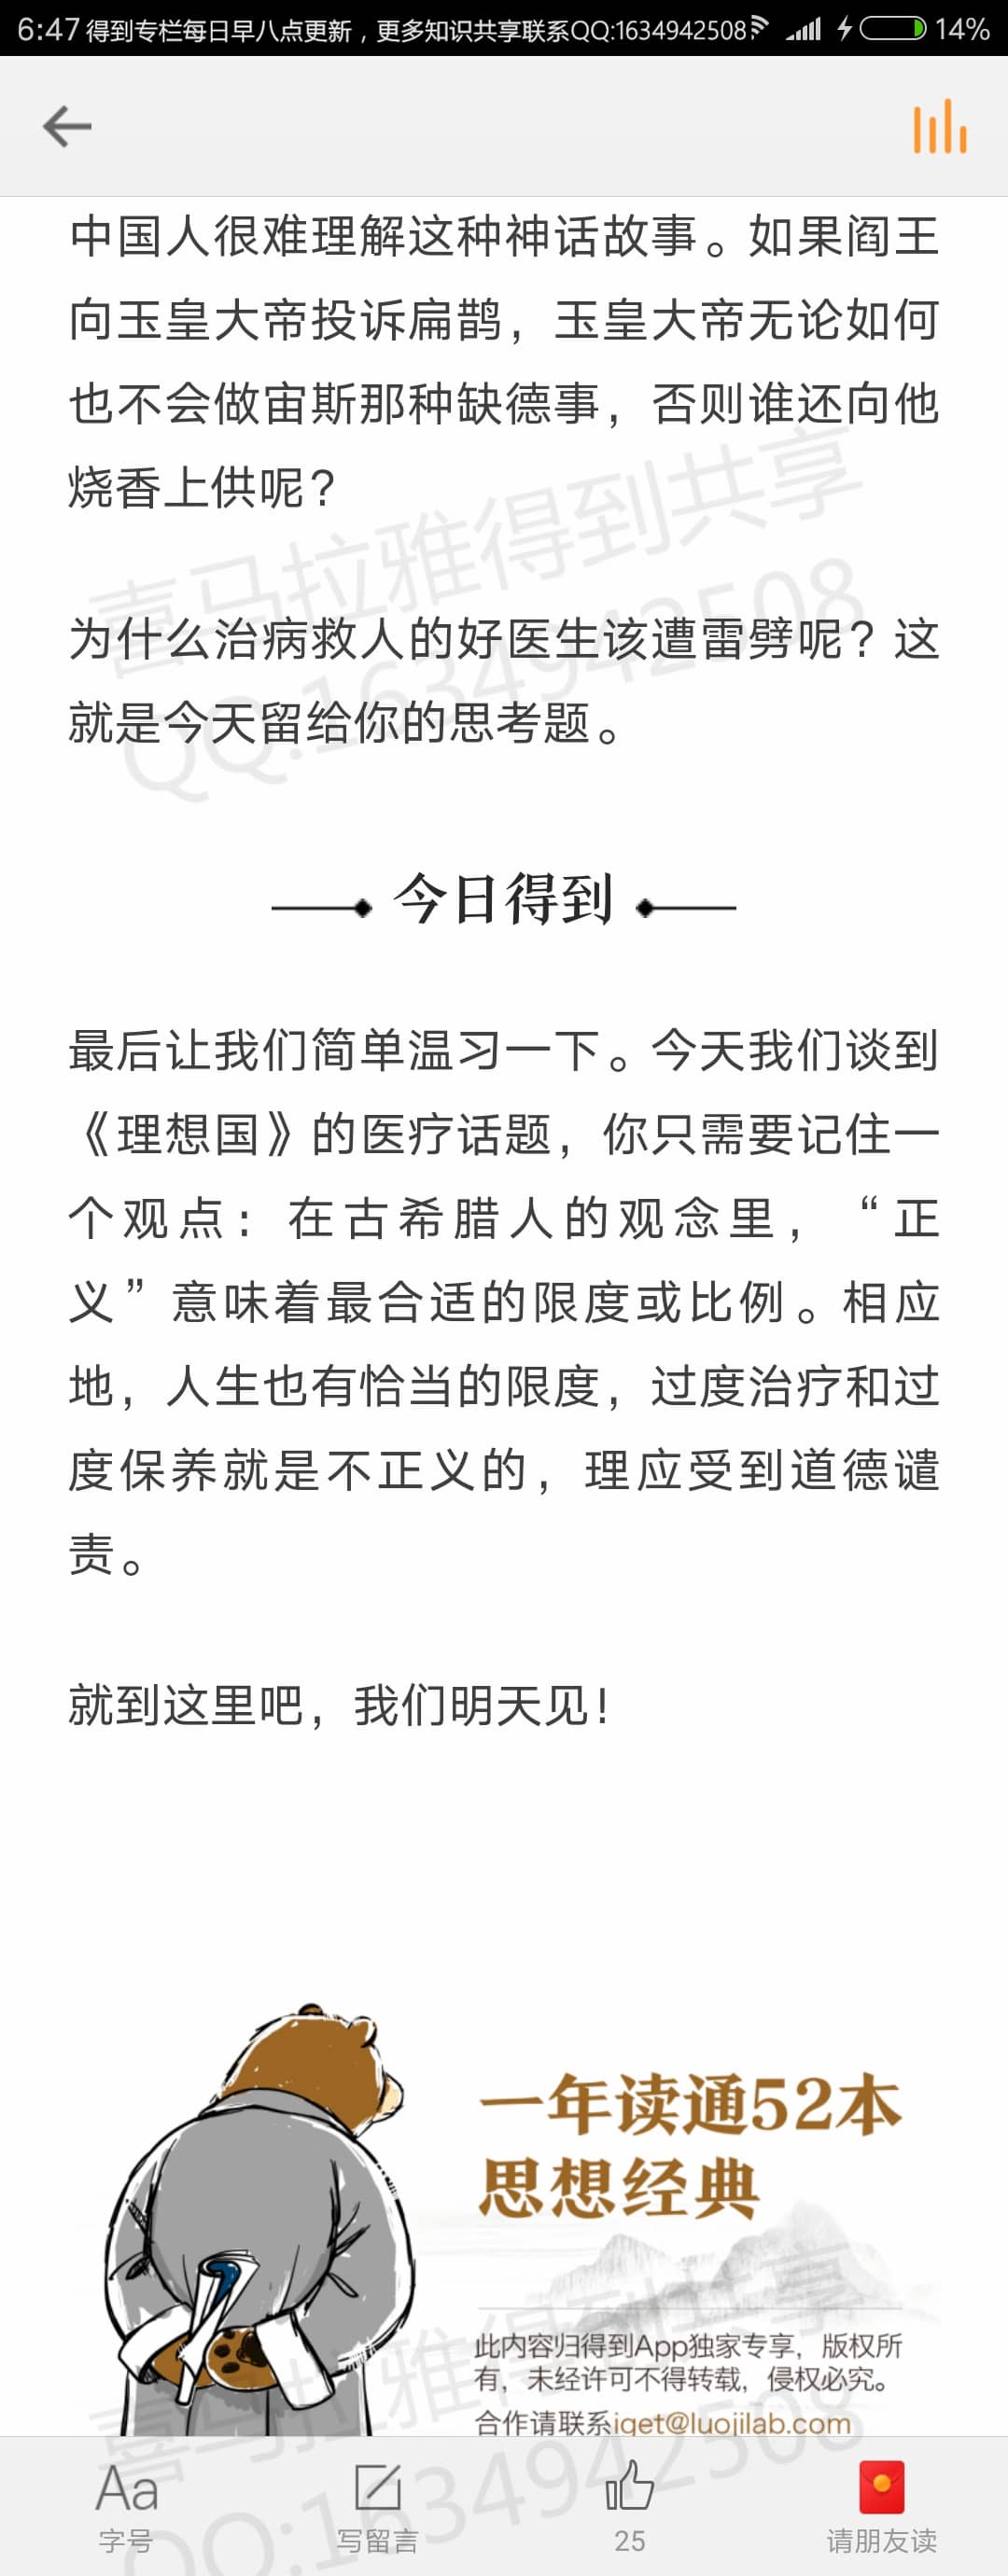 6:47 得到专栏每日早八点更新，更多知识共享联系QQ:1634942508 14%
中国人很难理解这种神话故事。如果阎王
向玉皇大帝投诉扁鹊，玉皇大帝无论如何
也不会做宙斯那种缺德事，否则谁还向他
烧香上供呢？
喜马拉雅得到共享
QQ:1634942508
为什么治病救人的好医生该遭雷劈呢？这
就是今天留给你的思考题。
今日得到
最后让我们简单温习一下。今天我们谈到
《理想国》的医疗话题，你只需要记住一
个观点：在古希腊人的观念里，“正
义”意味着最合适的限度或比例。相应
地，人生也有恰当的限度，过度治疗和过
度保养就是不正义的，理应受到道德谴
责。
就到这里吧，我们明天见！
一年读通52本
思想经典
此内容归得到App独家专享，版权所
有，未经许可不得转载，侵权必究。
合作请联系iget@luojilab.com
喜马拉雅得到共享
QQ:1634942508
Aa
字号
写留言
25
请朋友读